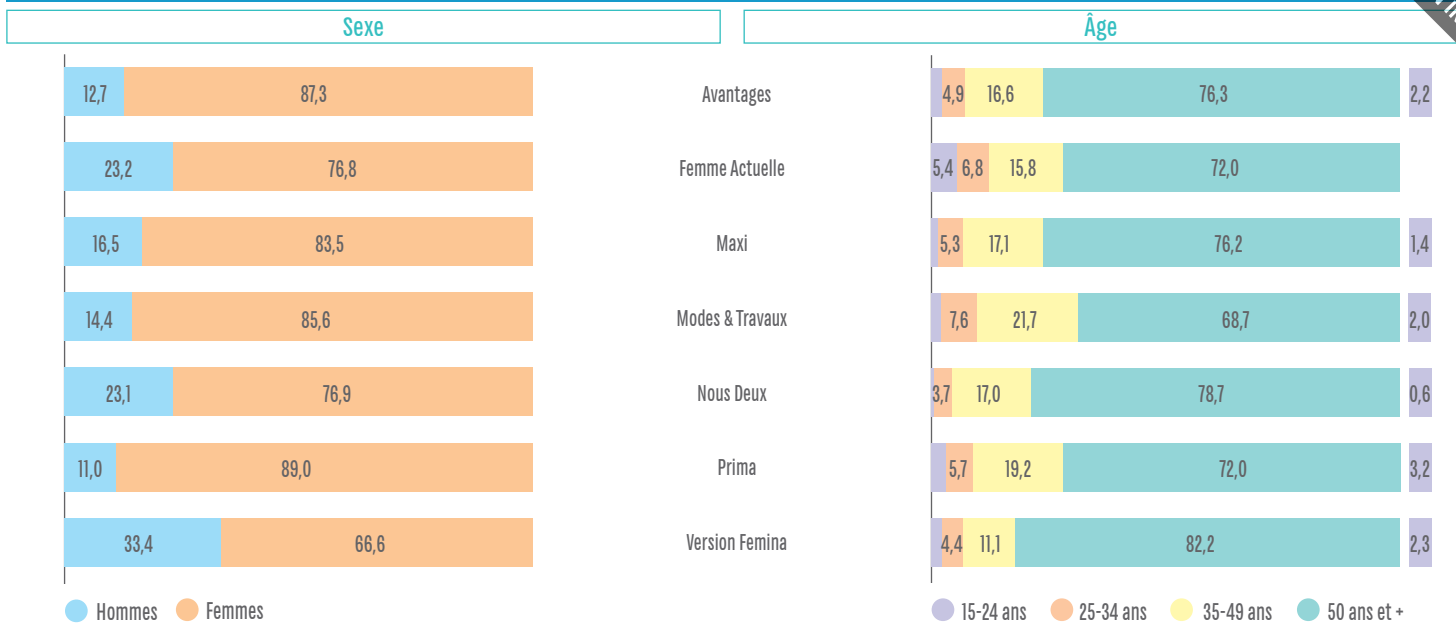 Sexe Âge
12,7 87,3 Avantages 4,9 16,6 76,3 2,2
23,2 76,8 Femme Actuelle 5,4 6,8 15,8 72,0
16,5 83,5 Maxi 5,3 17,1 76,2 1,4
14,4 85,6 Modes & Travaux 7,6 21,7 68,7 2,0
23,1 76,9 Nous Deux 3,7 17,0 78,7 0,6
11,0 89,0 Prima 5,7 19,2 72,0 3,2
33,4 66,6 Version Femina 4,4 11,1 82,2 2,3
Hommes Femmes 15-24 ans 25-34 ans 35-49 ans 50 ans et +